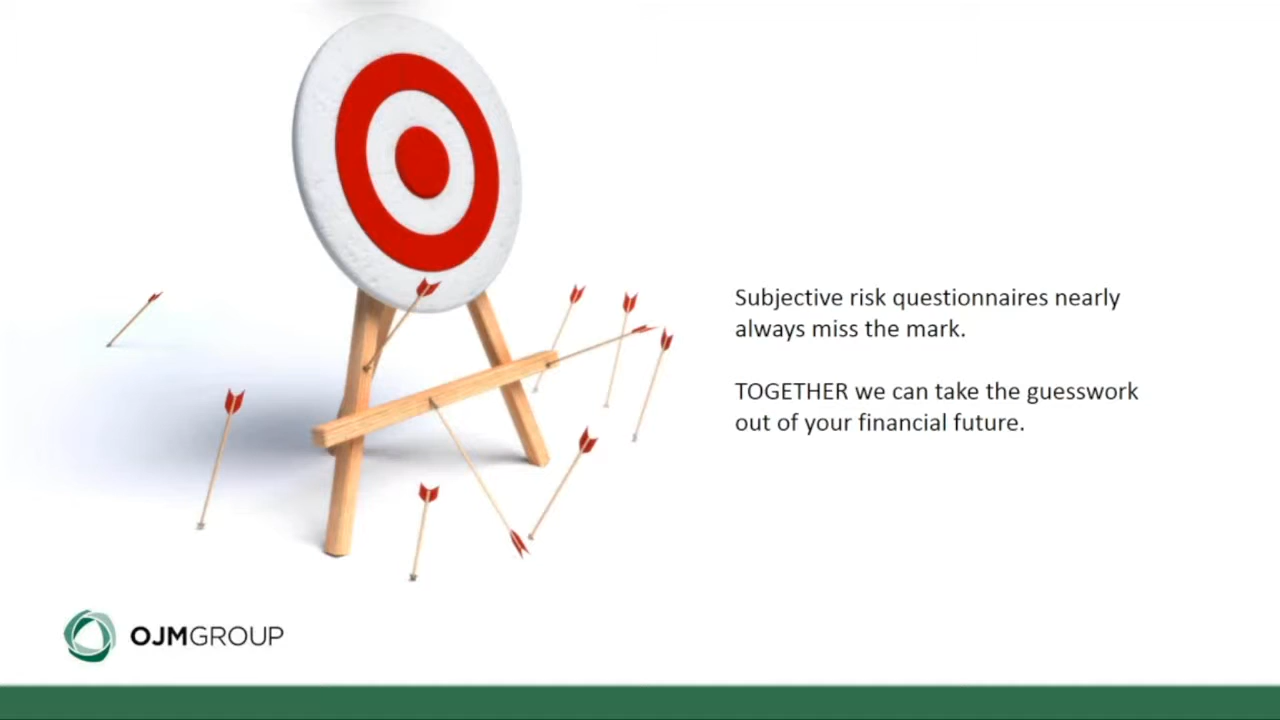 Subjective risk questionnaires nearly
always miss the mark.
TOGETHER we can take the guesswork
out of your financial future.
OJMGROUP